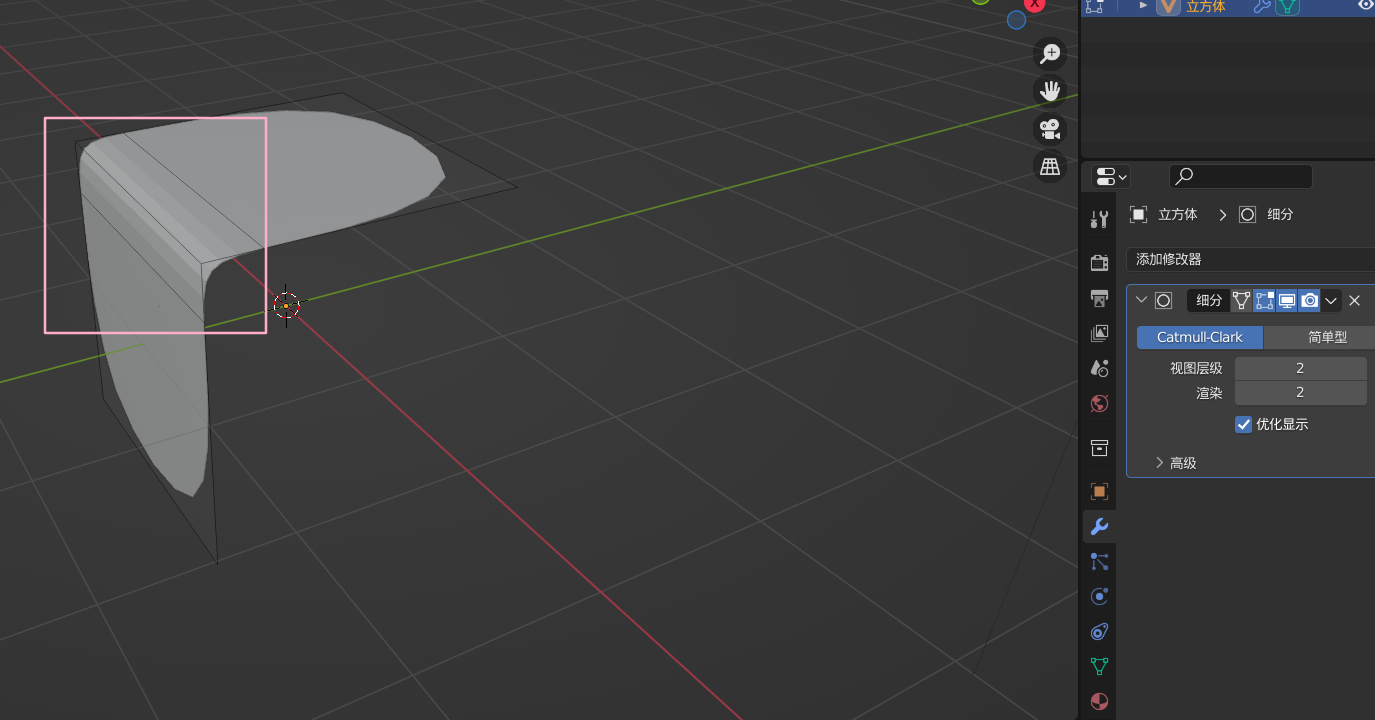 X
立方体
立方体 细分
添加修改器
细分
Catmull-Clark 简单型
视图层级 2
渲染 2
优化显示
高级